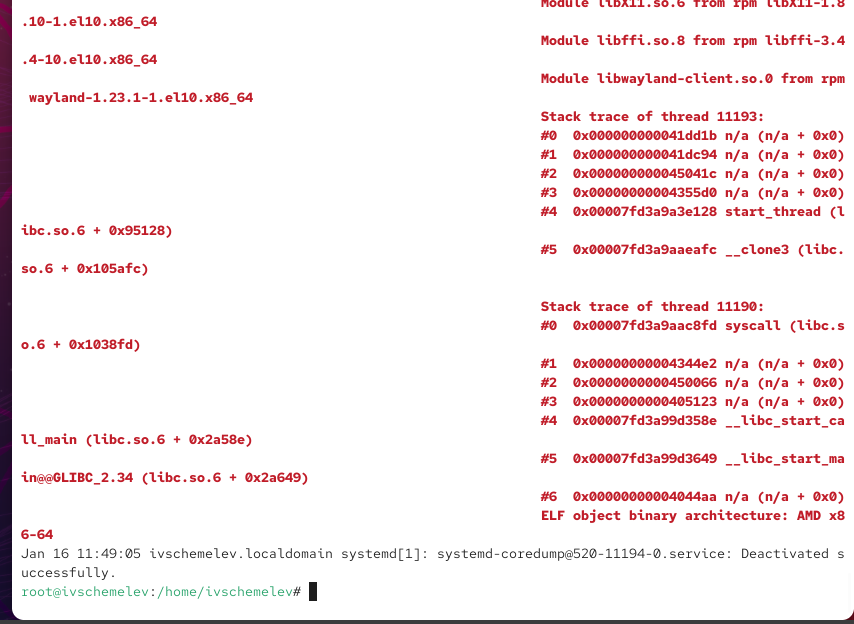 Module libX11.so.6 from rpm libX11-1.8
.10-1.el10.x86_64
Module libffi.so.8 from rpm libffi-3.4
.4-10.el10.x86_64
Module libwayland-client.so.0 from rpm
wayland-1.23.1-1.el10.x86_64
Stack trace of thread 11193:
#0  0x000000000041dd1b n/a (n/a + 0x0)
#1  0x000000000041dc94 n/a (n/a + 0x0)
#2  0x000000000045041c n/a (n/a + 0x0)
#3  0x00000000004355d0 n/a (n/a + 0x0)
#4  0x00007fd3a9a3e128 start_thread (l
ibc.so.6 + 0x95128)
#5  0x00007fd3a9aaeafc __clone3 (libc.
so.6 + 0x105afc)
Stack trace of thread 11190:
#0  0x00007fd3a9aac8fd syscall (libc.s
o.6 + 0x1038fd)
#1  0x00000000004344e2 n/a (n/a + 0x0)
#2  0x0000000000450066 n/a (n/a + 0x0)
#3  0x0000000000405123 n/a (n/a + 0x0)
#4  0x00007fd3a99d358e __libc_start_ca
ll_main (libc.so.6 + 0x2a58e)
#5  0x00007fd3a99d3649 __libc_start_ma
in@@GLIBC_2.34 (libc.so.6 + 0x2a649)
#6  0x00000000004044aa n/a (n/a + 0x0)
ELF object binary architecture: AMD x8
6-64
Jan 16 11:49:05 ivschemelev.localdomain systemd[1]: systemd-coredump@520-11194-0.service: Deactivated s
uccessfully.
root@ivschemelev:/home/ivschemelev#